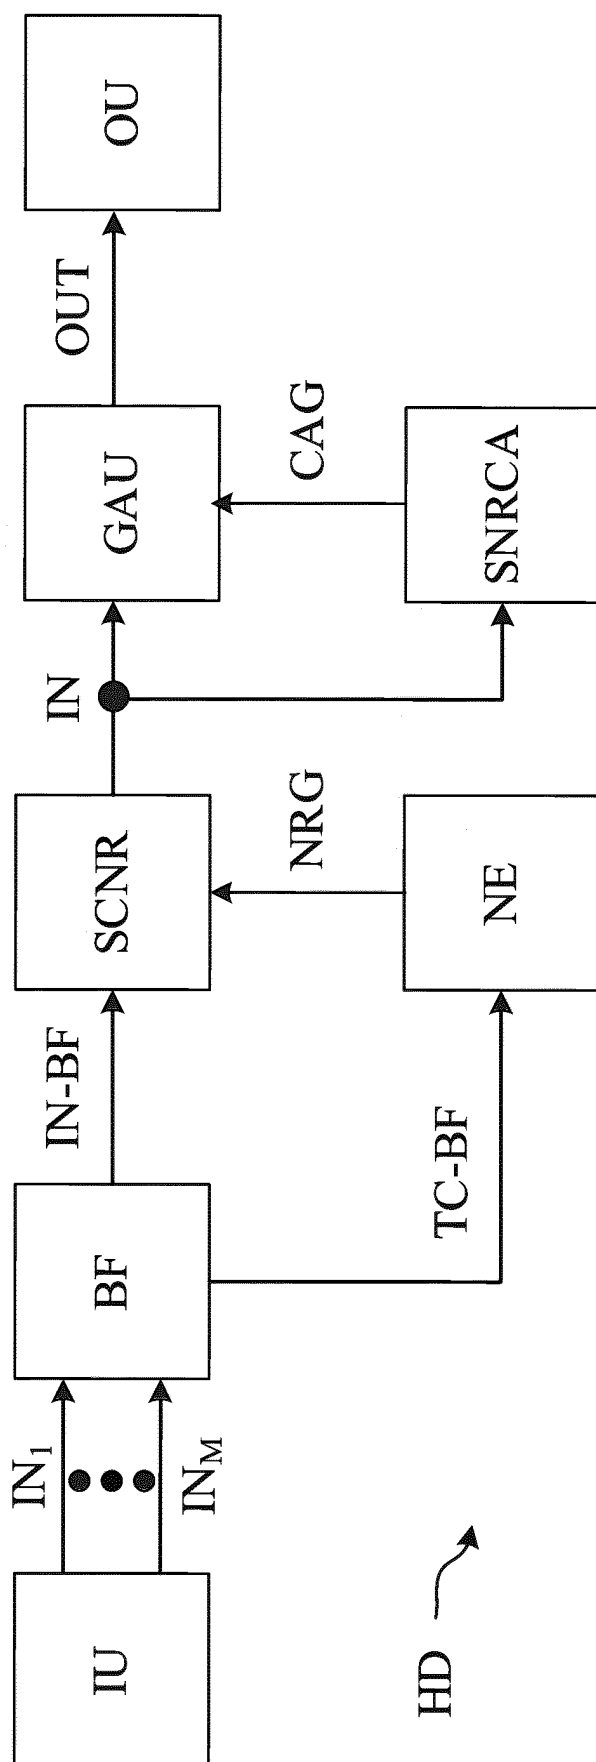 IU
IN1
INM
BF
IN-BF
SCNR
IN
GAU
OUT
OU
HD
TC-BF
NE
NRG
SNRCA
CAG